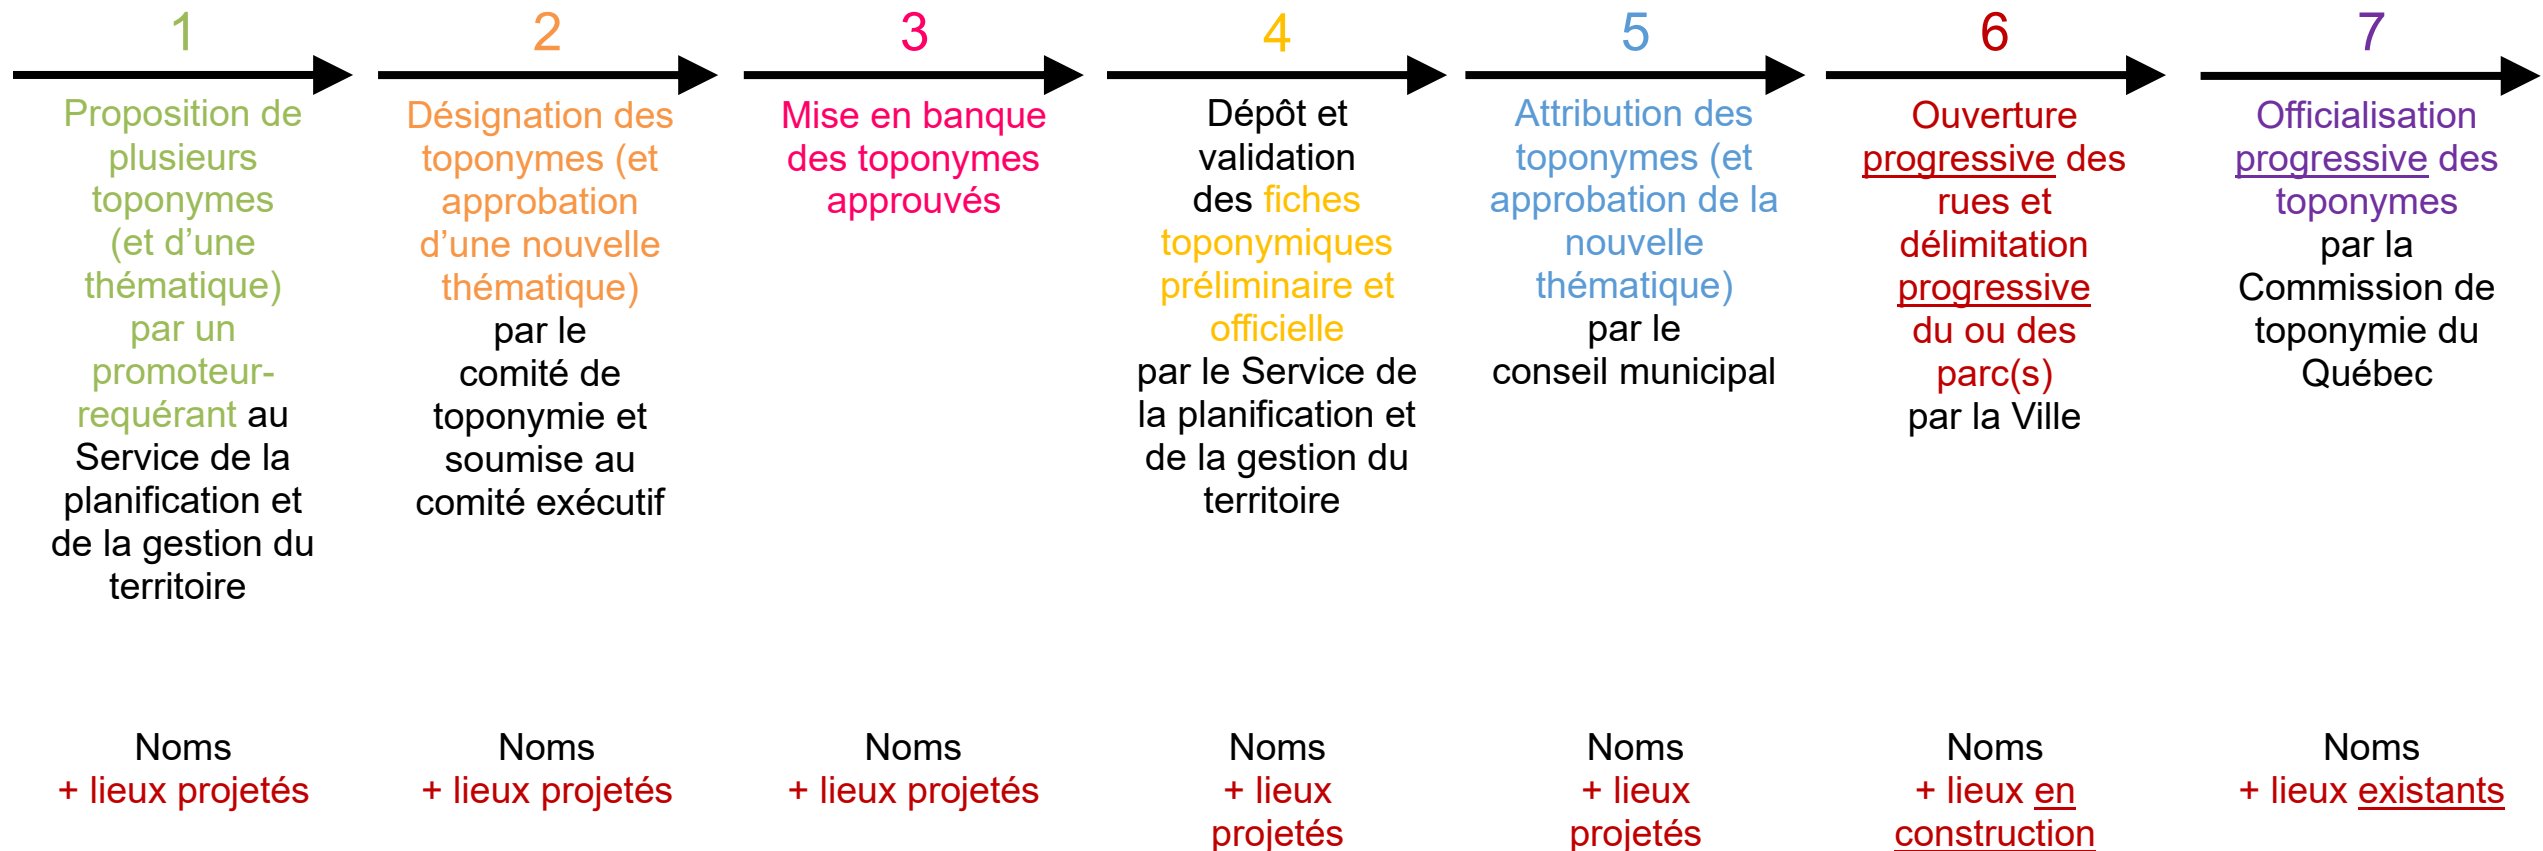 1
Proposition de
plusieurs
toponymes
(et d’une
thématique)
par un
promoteur-
requérant au
Service de la
planification et
de la gestion du
territoire
Noms
+ lieux projetés
2
Désignation des
toponymes (et
approbation
d’une nouvelle
thématique)
par le
comité de
toponymie et
soumise au
comité exécutif
Noms
+ lieux projetés
3
Mise en banque
des toponymes
approuvés
Noms
+ lieux projetés
4
Dépôt et
validation
des fiches
toponymiques
préliminaire et
officielle
par le Service de
la planification et
de la gestion du
territoire
Noms
+ lieux
projetés
5
Attribution des
toponymes (et
approbation de la
nouvelle
thématique)
par le
conseil municipal
Noms
+ lieux
projetés
6
Ouverture
progressive des
rues et
délimitation
progressive
du ou des
parc(s)
par la Ville
Noms
+ lieux en
construction
7
Officialisation
progressive des
toponymes
par la
Commission de
toponymie du
Québec
Noms
+ lieux existants